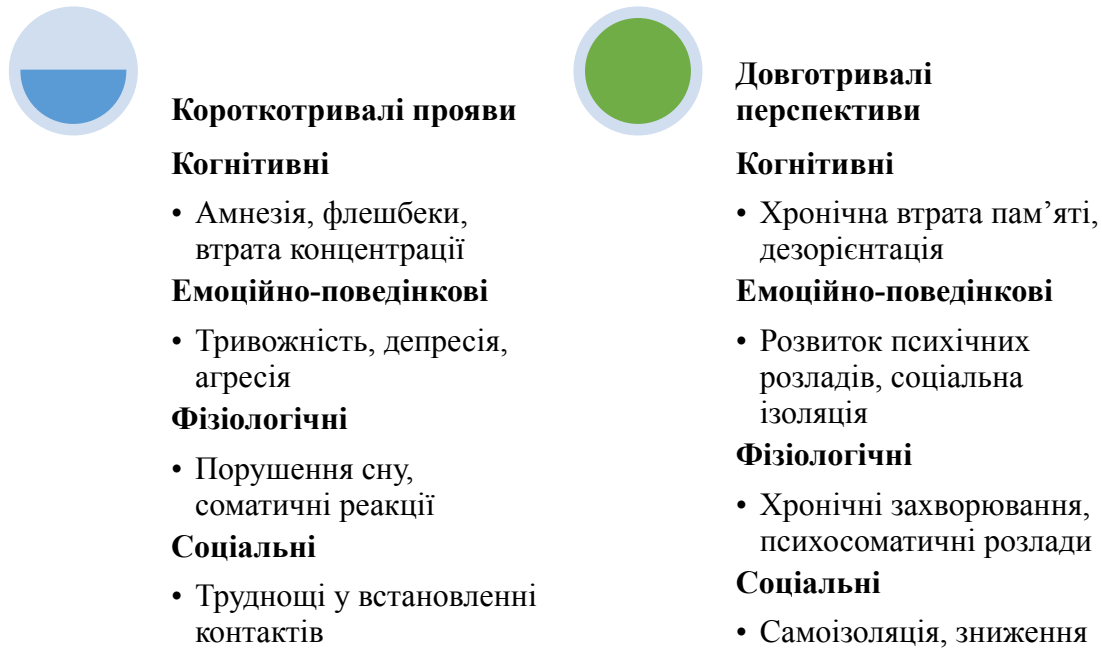 Короткотривалі прояви
Когнітивні
• Амнезія, флешбеки,
втрата концентрації
Емоційно-поведінкові
• Тривожність, депресія,
агресія
Фізіологічні
• Порушення сну,
соматичні реакції
Соціальні
• Труднощі у встановленні
контактів
Довготривалі
перспективи
Когнітивні
• Хронічна втрата пам’яті,
дезорієнтація
Емоційно-поведінкові
• Розвиток психічних
розладів, соціальна
ізоляція
Фізіологічні
• Хронічні захворювання,
психосоматичні розлади
Соціальні
• Самоізоляція, зниження